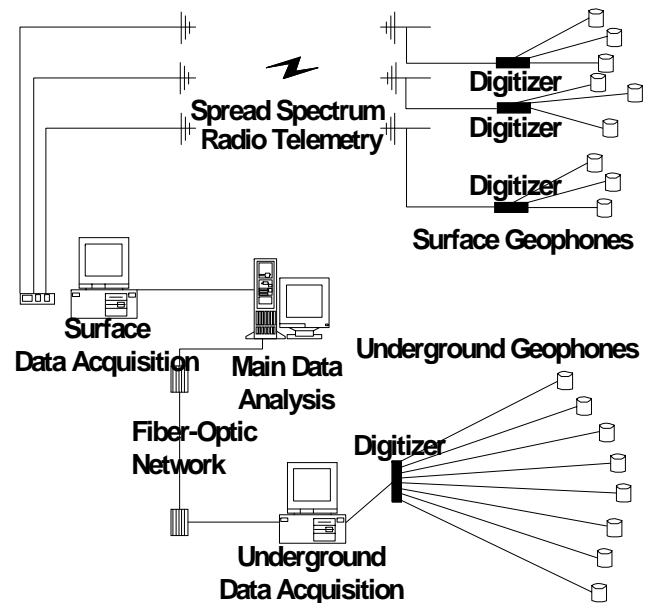 Digitizer
Spread Spectrum
Radio Telemetry
Digitizer
Digitizer
Surface Geophones
Surface
Data Acquisition
Main Data
Analysis
Underground Geophones
Fiber-Optic
Network
Digitizer
Underground
Data Acquisition